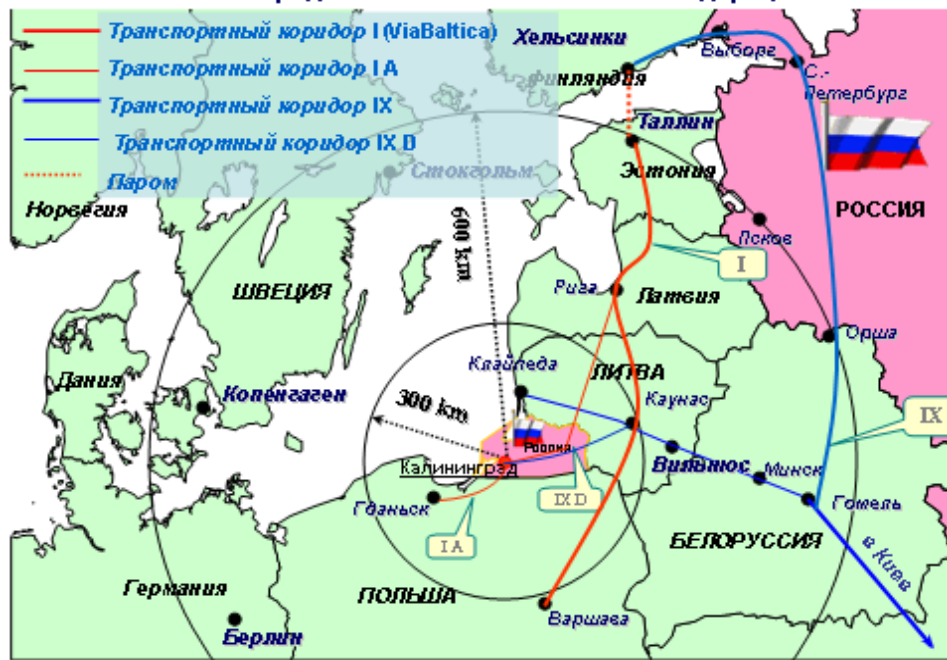 Транспортный коридор I (ViaBaltica)
Транспортный коридор I A
Транспортный коридор IX
Транспортный коридор IX D
Паром
Хельсинки
Выборг
Финляндия
С.-
Петербург
Таллин
Эстония
Стокгольм
Норвегия
РОССИЯ
Псков
600 km
I
ШВЕЦИЯ
Рига
Латвия
Орша
Клайпеда
ЛИТВА
Дания
Копенгаген
300 km
Каунас
IX
Россия
Калининград
Вильнюс
Минск
Гданьск
IX D
Гомель
I A
БЕЛОРУССИЯ
в Киев
Германия
ПОЛЬША
Варшава
Берлин